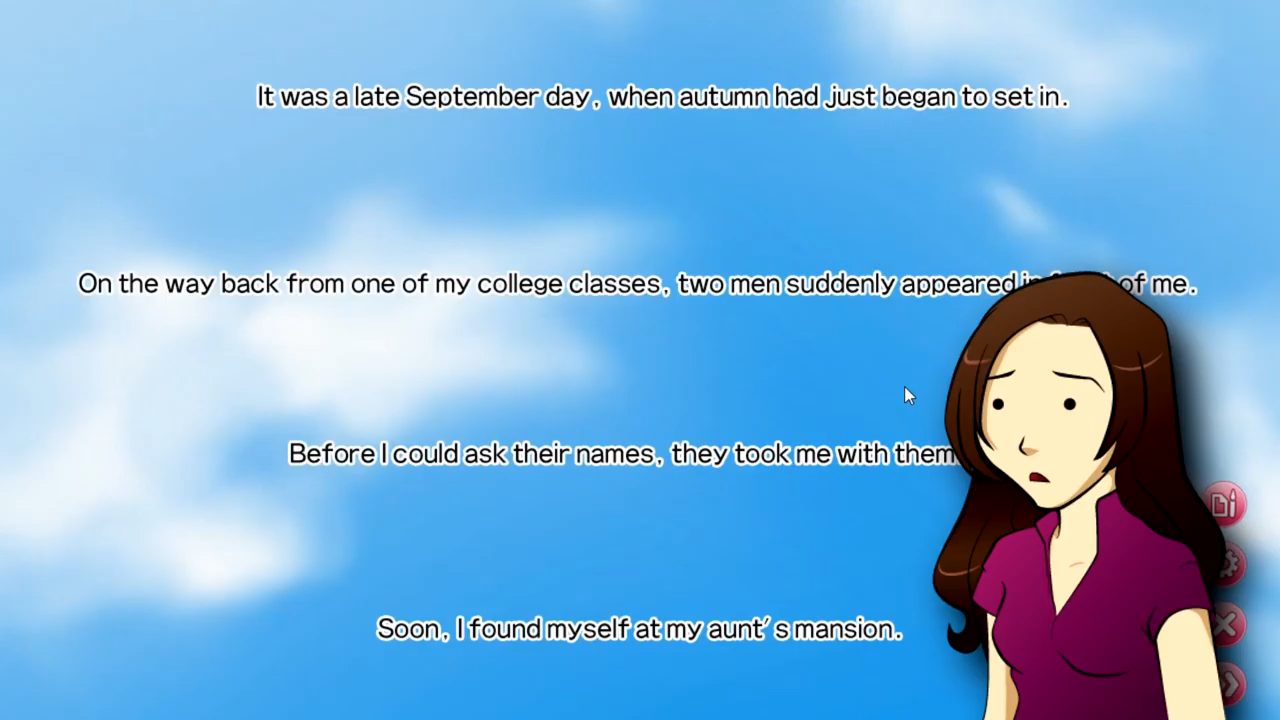 It was a late September day, when autumn had just began to set in.
On the way back from one of my college classes, two men suddenly appeared of me.
Before I could ask their names, they took me with them
Soon, I found myself at my aunt's mansion.